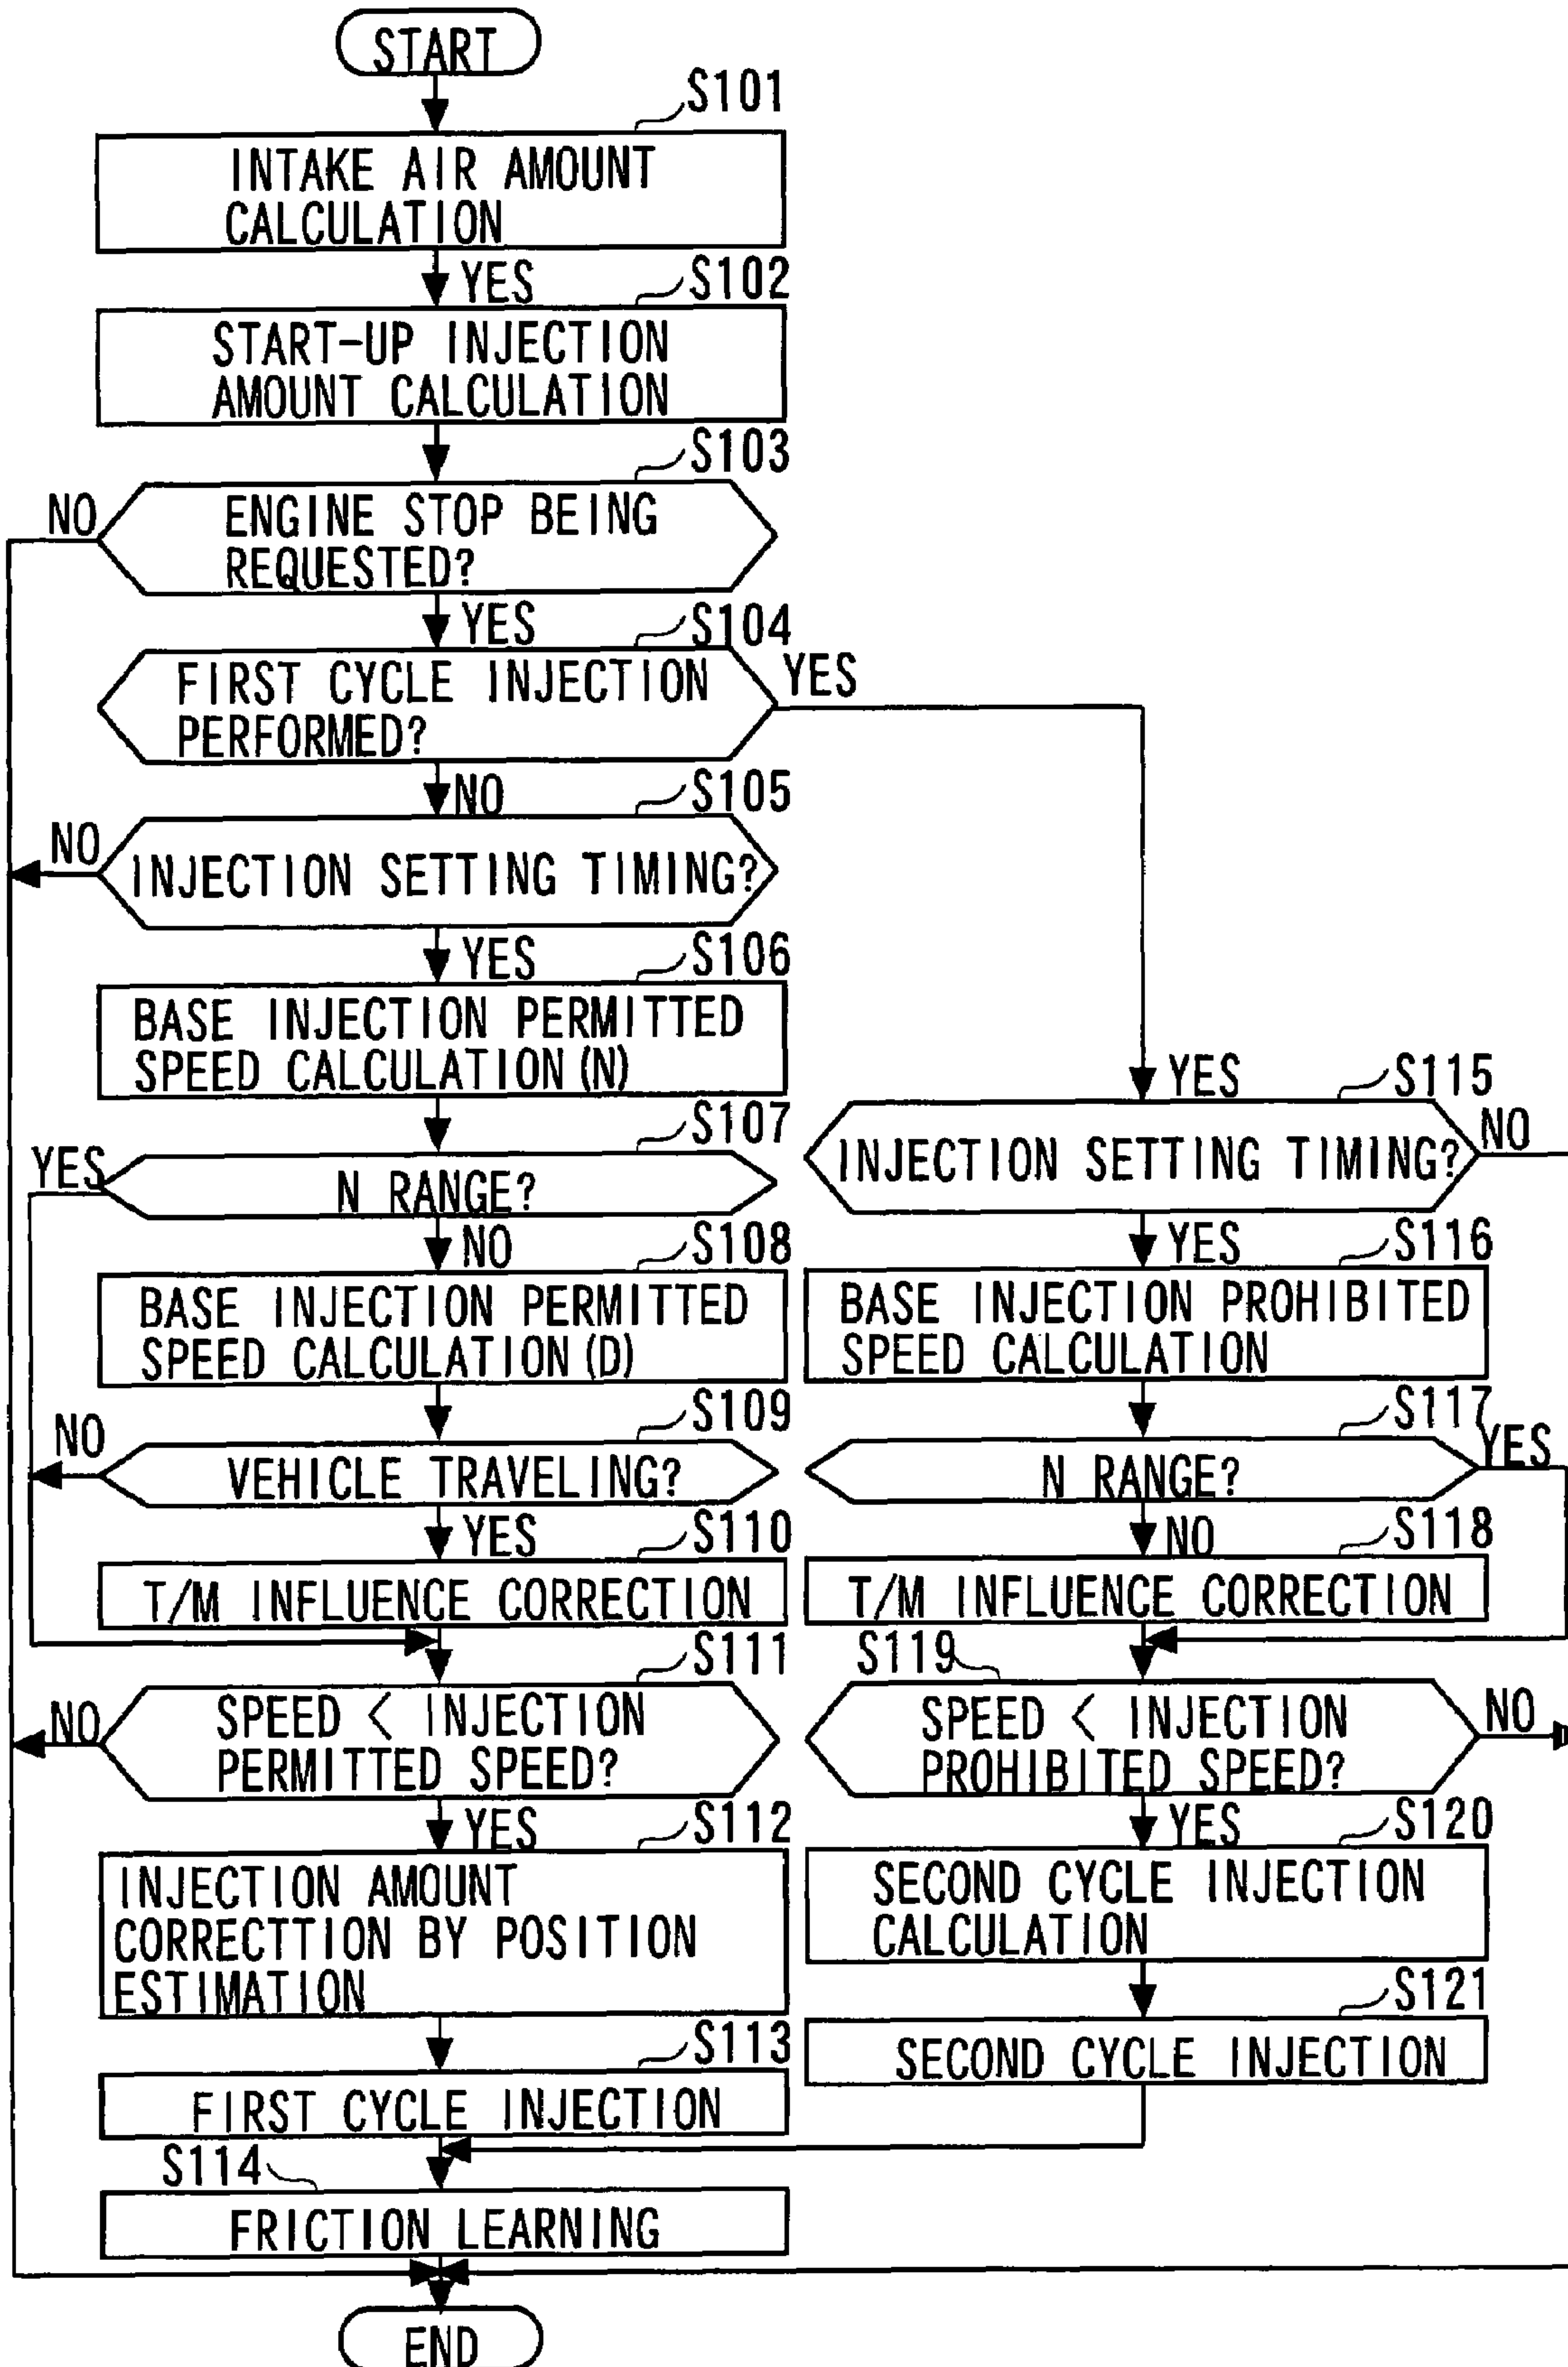 START
S101
INTAKE AIR AMOUNT
CALCULATION
YES
S102
START-UP INJECTION
AMOUNT CALCULATION
S103
NO
ENGINE STOP BEING
REQUESTED?
YES
S104
FIRST CYCLE INJECTION
PERFORMED?
YES
NO
S105
NO
INJECTION SETTING TIMING?
YES
S106
BASE INJECTION PERMITTED
SPEED CALCULATION (N)
S107
YES
N RANGE?
NO
S108
BASE INJECTION PERMITTED
SPEED CALCULATION (D)
S109
NO
VEHICLE TRAVELING?
YES
S110
T/M INFLUENCE CORRECTION
S111
NO
SPEED < INJECTION
PERMITTED SPEED?
YES
S112
INJECTION AMOUNT
CORRECTTION BY POSITION
ESTIMATION
S113
FIRST CYCLE INJECTION
S114
FRICTION LEARNING
END
YES
S115
INJECTION SETTING TIMING?
NO
YES
S116
BASE INJECTION PROHIBITED
SPEED CALCULATION
S117
N RANGE?
YES
NO
S118
T/M INFLUENCE CORRECTION
S119
SPEED < INJECTION
PROHIBITED SPEED?
NO
YES
S120
SECOND CYCLE INJECTION
CALCULATION
S121
SECOND CYCLE INJECTION